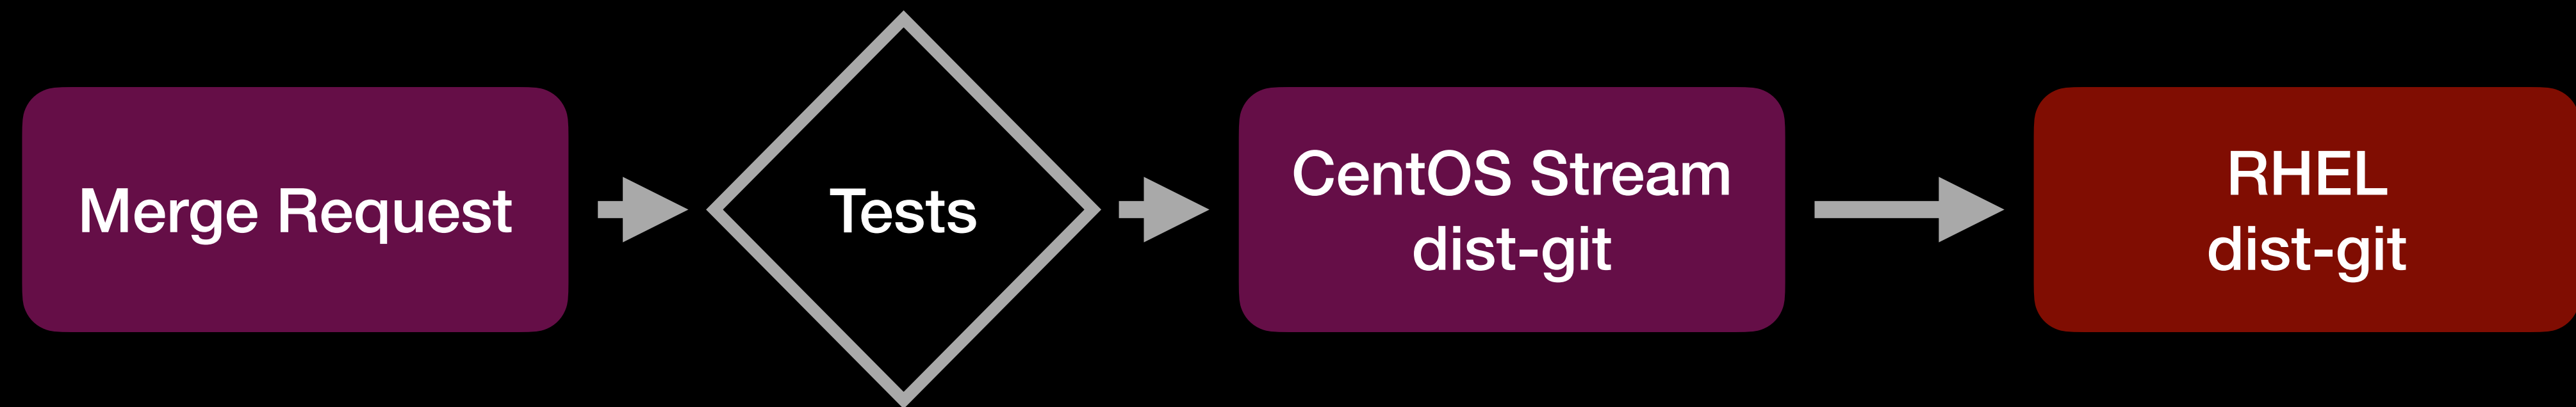 Merge Request
Tests
CentOS Stream
dist-git
RHEL
dist-git